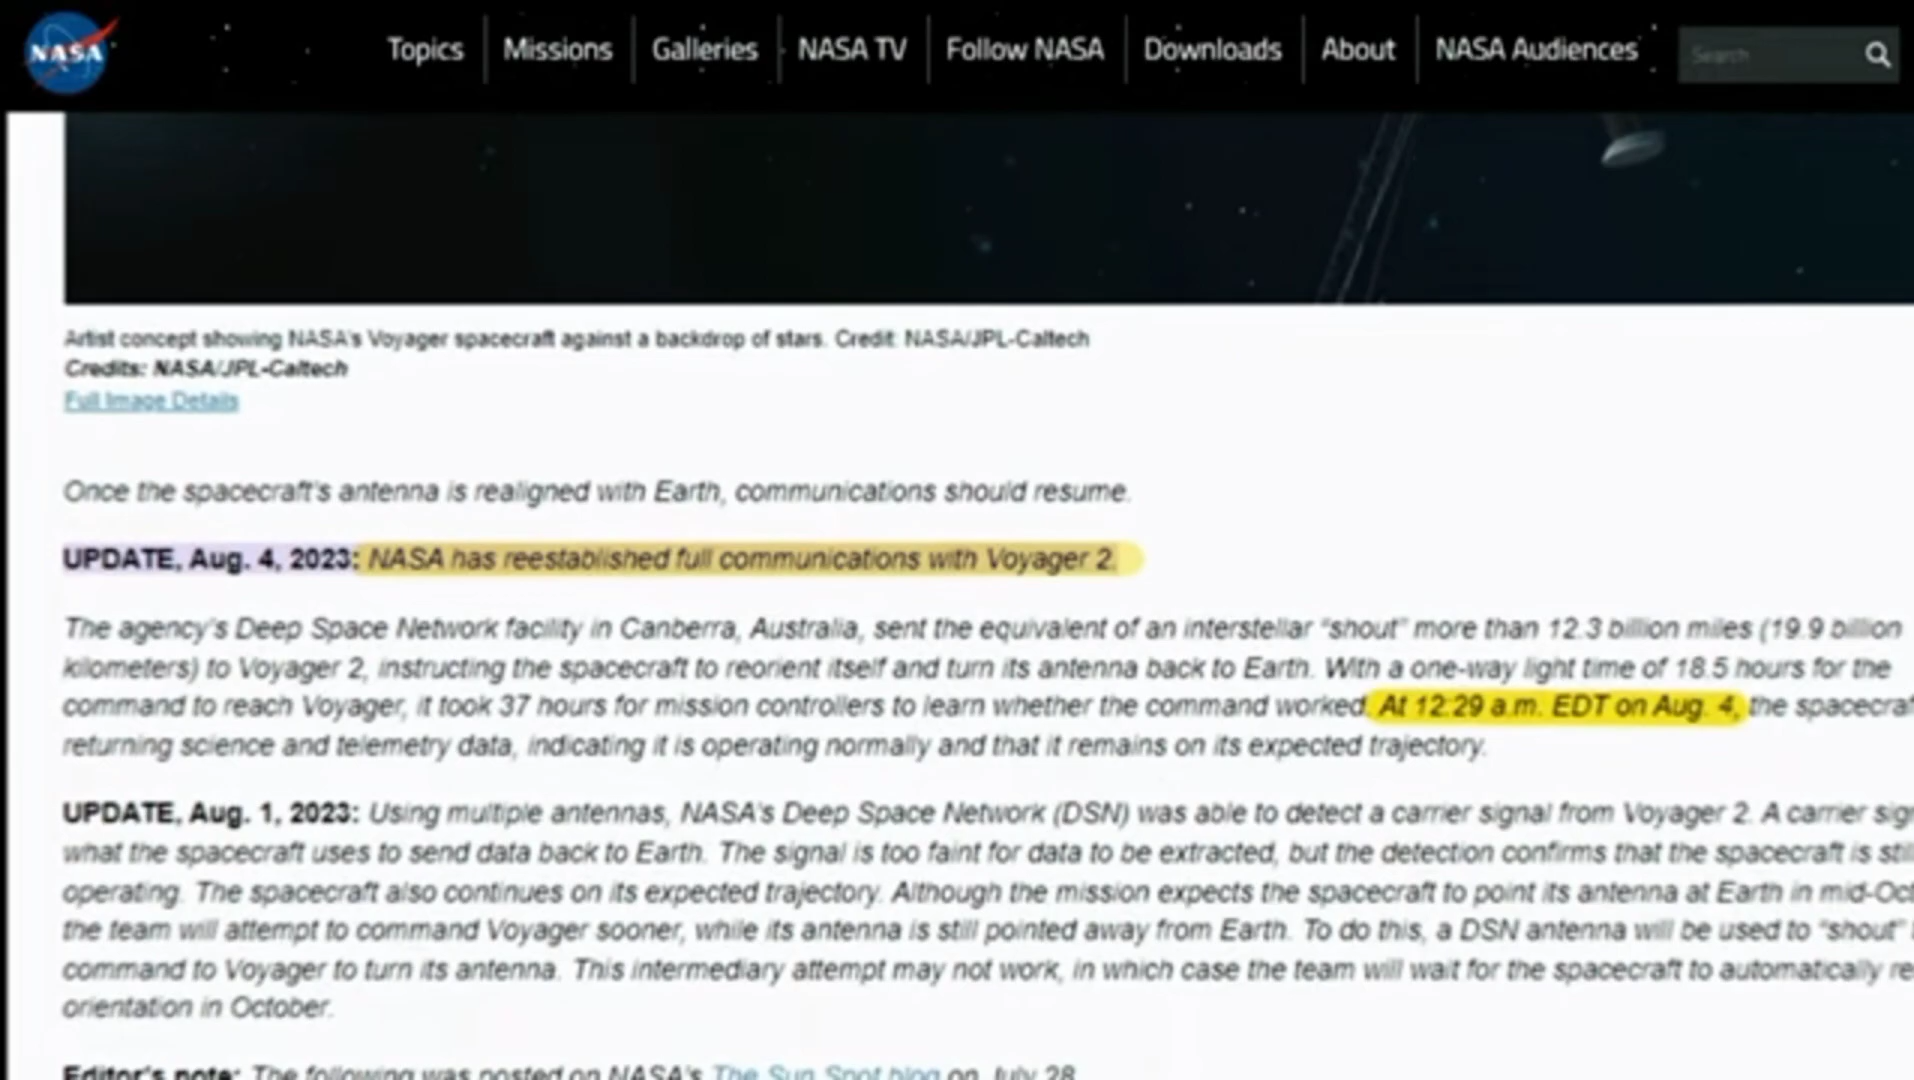 NASA
Topics
Missions
Galleries
NASA TV
Follow NASA
Downloads
About
NASA Audiences
Search
Artist concept showing NASA's Voyager spacecraft against a backdrop of stars. Credit: NASA/JPL-Caltech
Credits: NASA/JPL-Caltech
Full Image Details
Once the spacecraft's antenna is realigned with Earth, communications should resume.
UPDATE, Aug. 4, 2023: NASA has reestablished full communications with Voyager 2.
The agency's Deep Space Network facility in Canberra, Australia, sent the equivalent of an interstellar "shout" more than 12.3 billion miles (19.9 billion
kilometers) to Voyager 2, instructing the spacecraft to reorient itself and turn its antenna back to Earth. With a one-way light time of 18.5 hours for the
command to reach Voyager, it took 37 hours for mission controllers to learn whether the command worked. At 12:29 a.m. EDT on Aug. 4, the spacecraf
returning science and telemetry data, indicating it is operating normally and that it remains on its expected trajectory.
UPDATE, Aug. 1, 2023: Using multiple antennas, NASA's Deep Space Network (DSN) was able to detect a carrier signal from Voyager 2. A carrier sig
what the spacecraft uses to send data back to Earth. The signal is too faint for data to be extracted, but the detection confirms that the spacecraft is stil
operating. The spacecraft also continues on its expected trajectory. Although the mission expects the spacecraft to point its antenna at Earth in mid-Oct
the team will attempt to command Voyager sooner, while its antenna is still pointed away from Earth. To do this, a DSN antenna will be used to "shout"
command to Voyager to turn its antenna. This intermediary attempt may not work, in which case the team will wait for the spacecraft to automatically re
orientation in October.
Editor's note: The following was posted on NASA's The Sun Spot blog on July 28